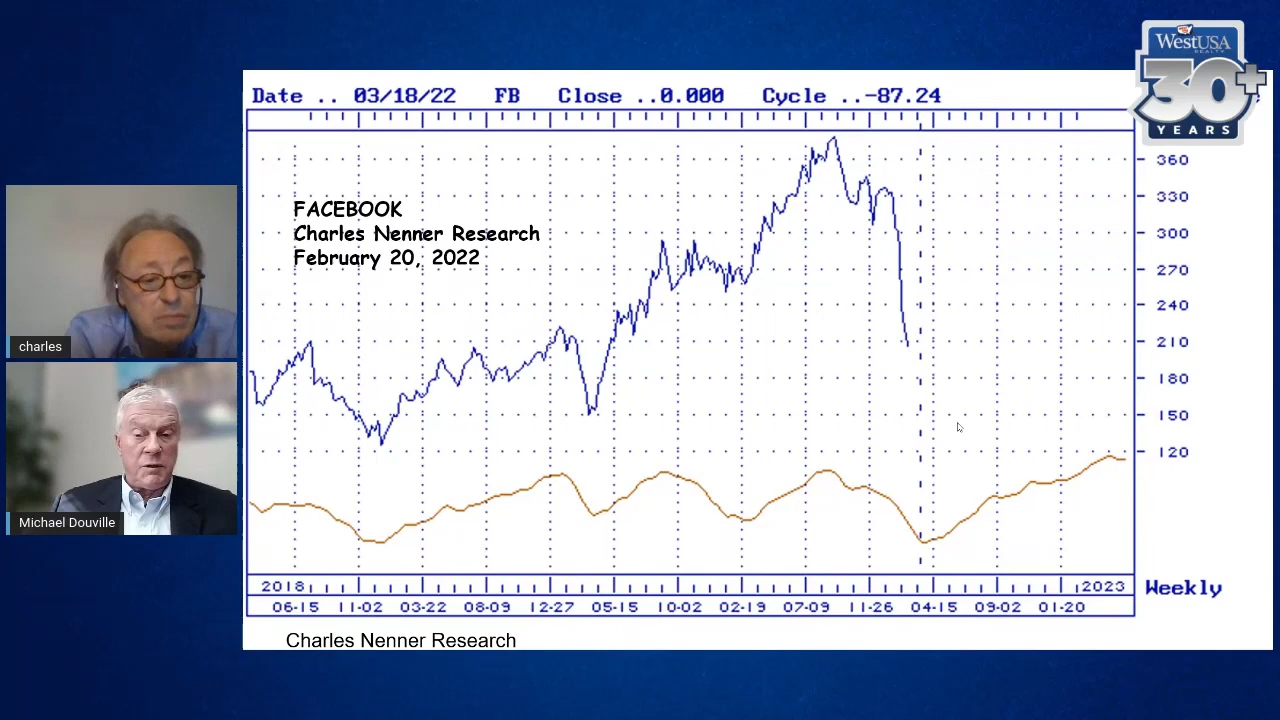 WestUSA
REALTY
30+
YEARS
Date .. 03/18/22 FB Close ..0.000 Cycle ..-87.24
FACEBOOK
Charles Nenner Research
February 20, 2022
360
330
300
270
240
210
180
150
120
2018 2023 Weekly
06-15 11-02 03-22 08-09 12-27 05-15 10-02 02-19 07-09 11-26 04-15 09-02 01-20
Charles Nenner Research
charles
Michael Douville